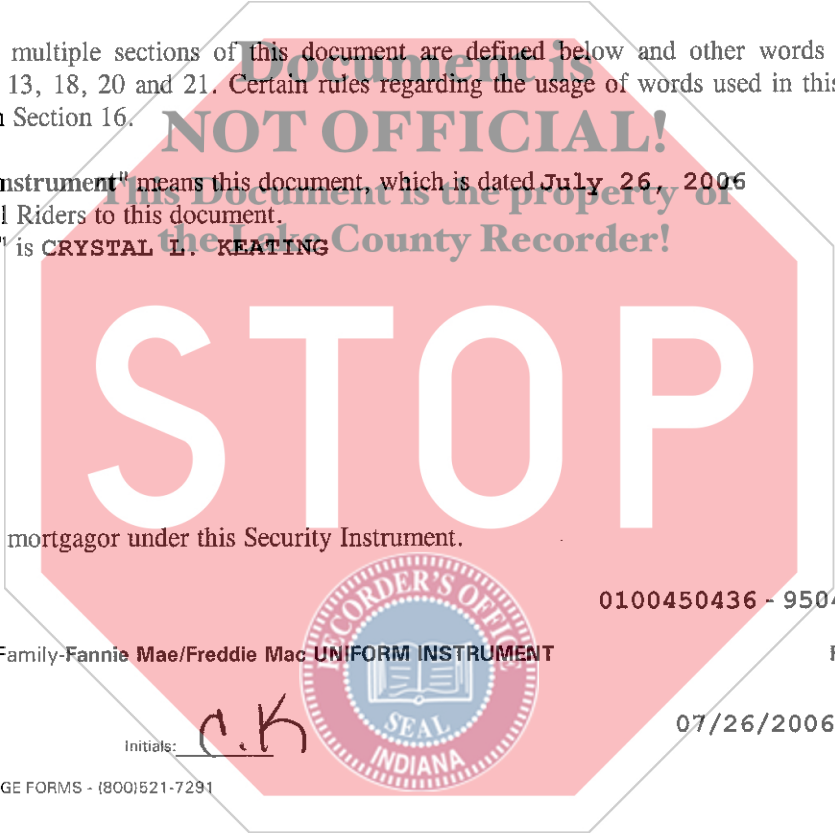 multiple sections of this document are defined below and other words
Document is
13, 18, 20 and 21. Certain rules regarding the usage of words used in this
Section 16.
NOT OFFICIAL!
nstrument" means this document, which is dated July 26, 2006
This Document is the property of
l Riders to this document.
" is CRYSTAL L. KEATING
the Lake County Recorder!
STOP
mortgagor under this Security Instrument.
RECORDER'S OFFICE
0100450436 - 950
Family-Fannie Mae/Freddie Mac UNIFORM INSTRUMENT
SEAL
INDIANA
Initials: C.K
07/26/2006
GE FORMS - (800)521-7291